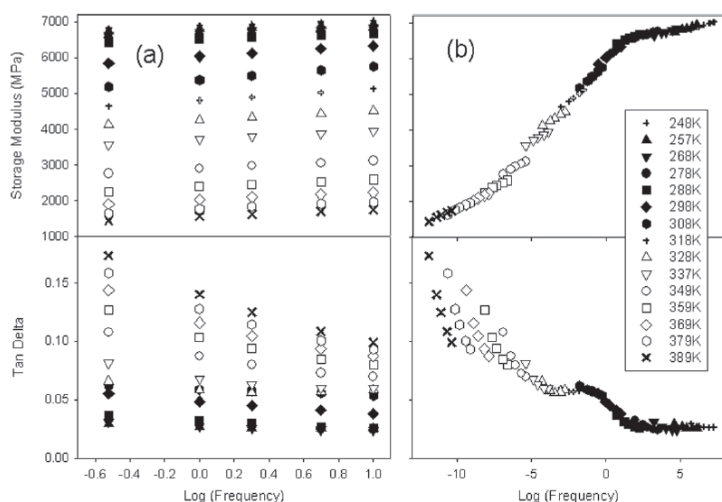 (a)
(b)
Storage Modulus (MPa)
7000
6000
5000
4000
3000
2000
1000
Tan Delta
0.15
0.10
0.05
0.00
-0.6 -0.4 -0.2 0.0 0.2 0.4 0.6 0.8 1.0
Log (Frequency)
-10 -5 0 5
Log (Frequency)
248K
257K
268K
278K
288K
298K
308K
318K
328K
337K
349K
359K
369K
379K
389K